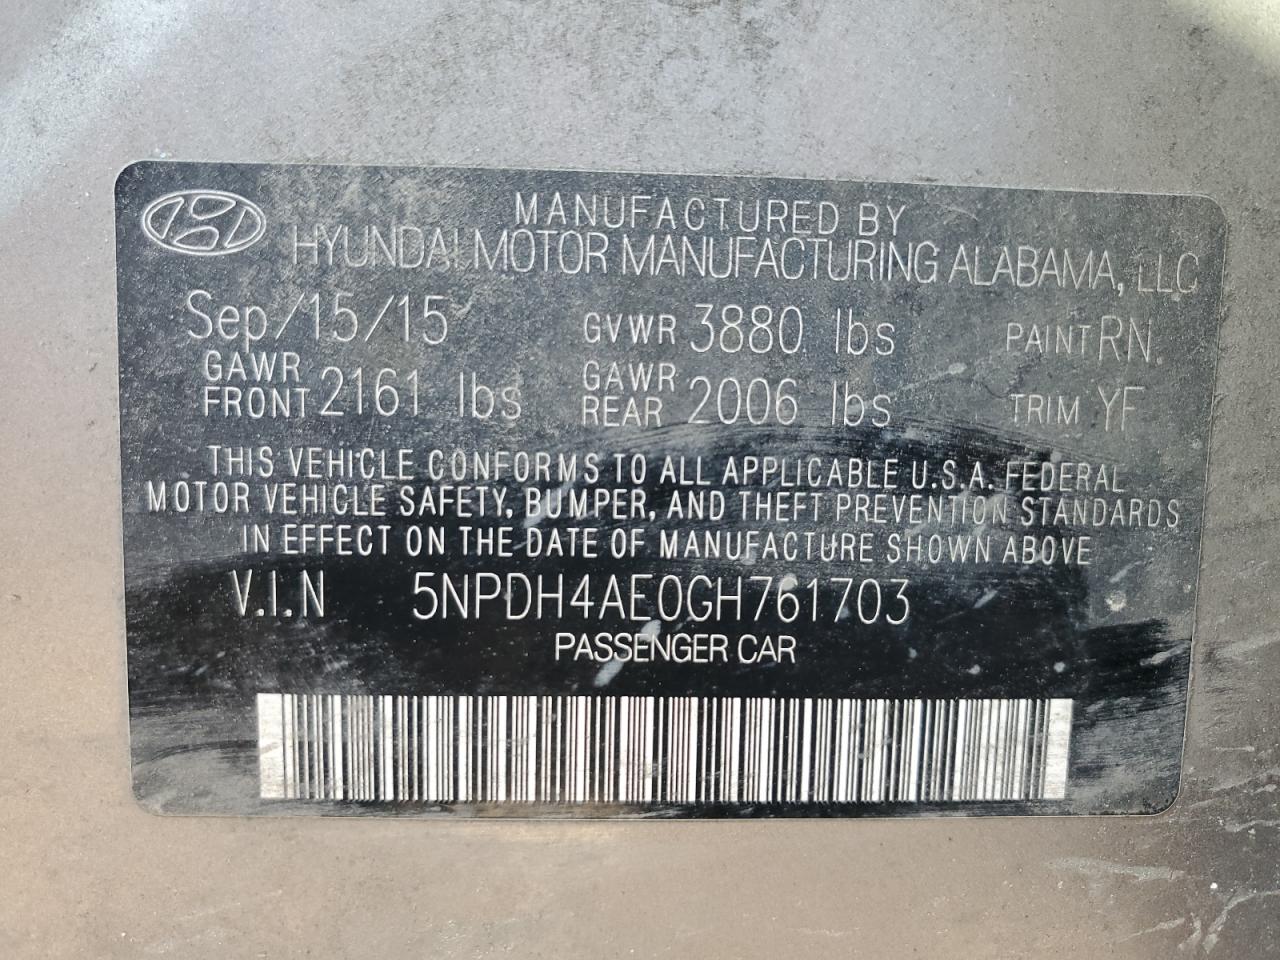 MANUFACTURED BY
HYUNDAI MOTOR MANUFACTURING ALABAMA, LLC
Sep/15/15 GVWR 3880 lbs PAINT RN.
GAWR FRONT 2161 lbs GAWR REAR 2006 lbs TRIM YF
THIS VEHICLE CONFORMS TO ALL APPLICABLE U.S.A. FEDERAL
MOTOR VEHICLE SAFETY, BUMPER, AND THEFT PREVENTION STANDARDS
IN EFFECT ON THE DATE OF MANUFACTURE SHOWN ABOVE
V.I.N 5NPDH4AE0GH761703
PASSENGER CAR